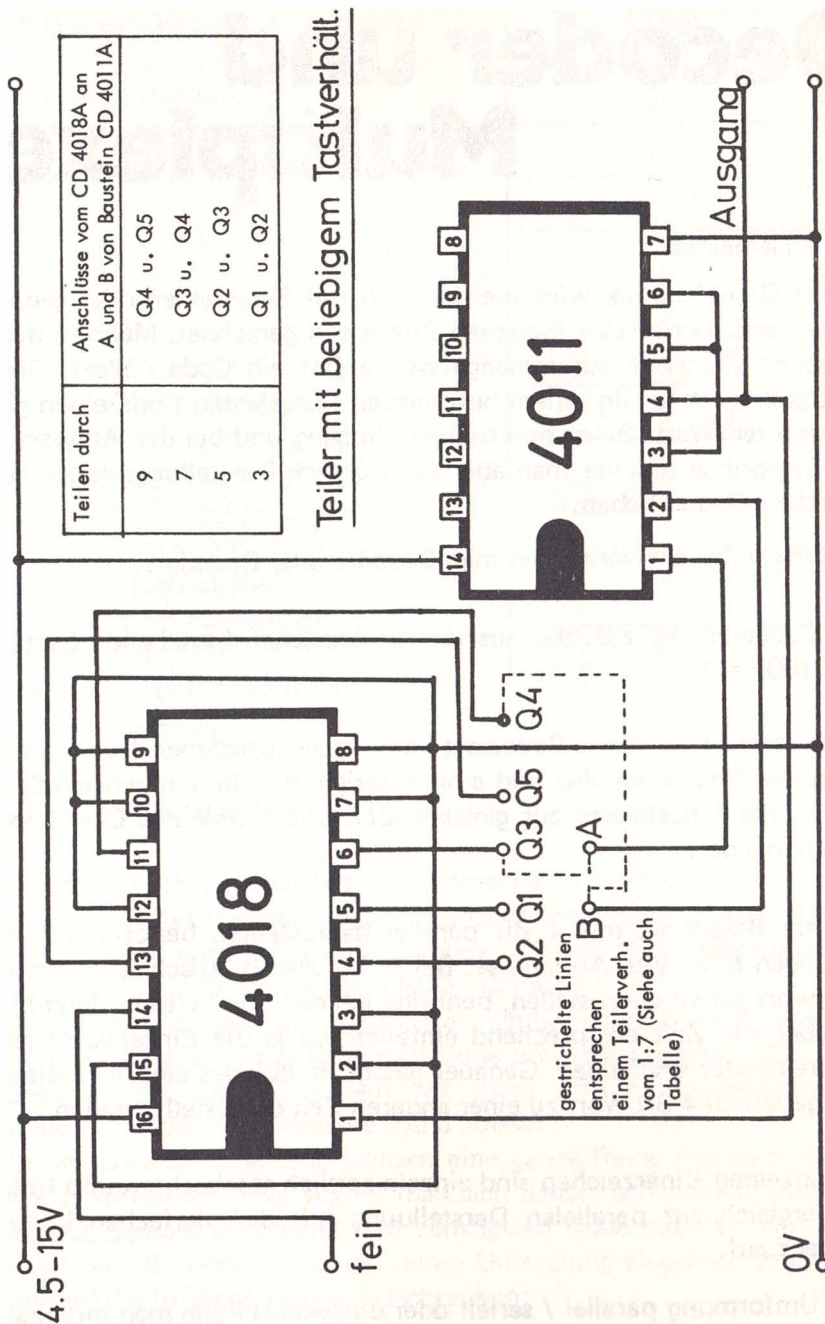 4.5-15V
Teiler durch
Anschlüsse vom CD 4018A an
A und B von Baustein CD 4011A
9 Q4 u. Q5
7 Q3 u. Q4
5 Q2 u. Q3
3 Q1 u. Q2
Teiler mit beliebigem Tastverhält.
16 15 14 13 12 11 10 9
4018
1 2 3 4 5 6 7 8
fein
14 13 12 11 10 9 8
4011
1 2 3 4 5 6 7
Q2 Q1 Q3 Q5 Q4
B A
gestrichelte Linien
entsprechen
einem Teilerverh.
vom 1:7. (Siehe auch
Tabelle)
Ausgang
0V